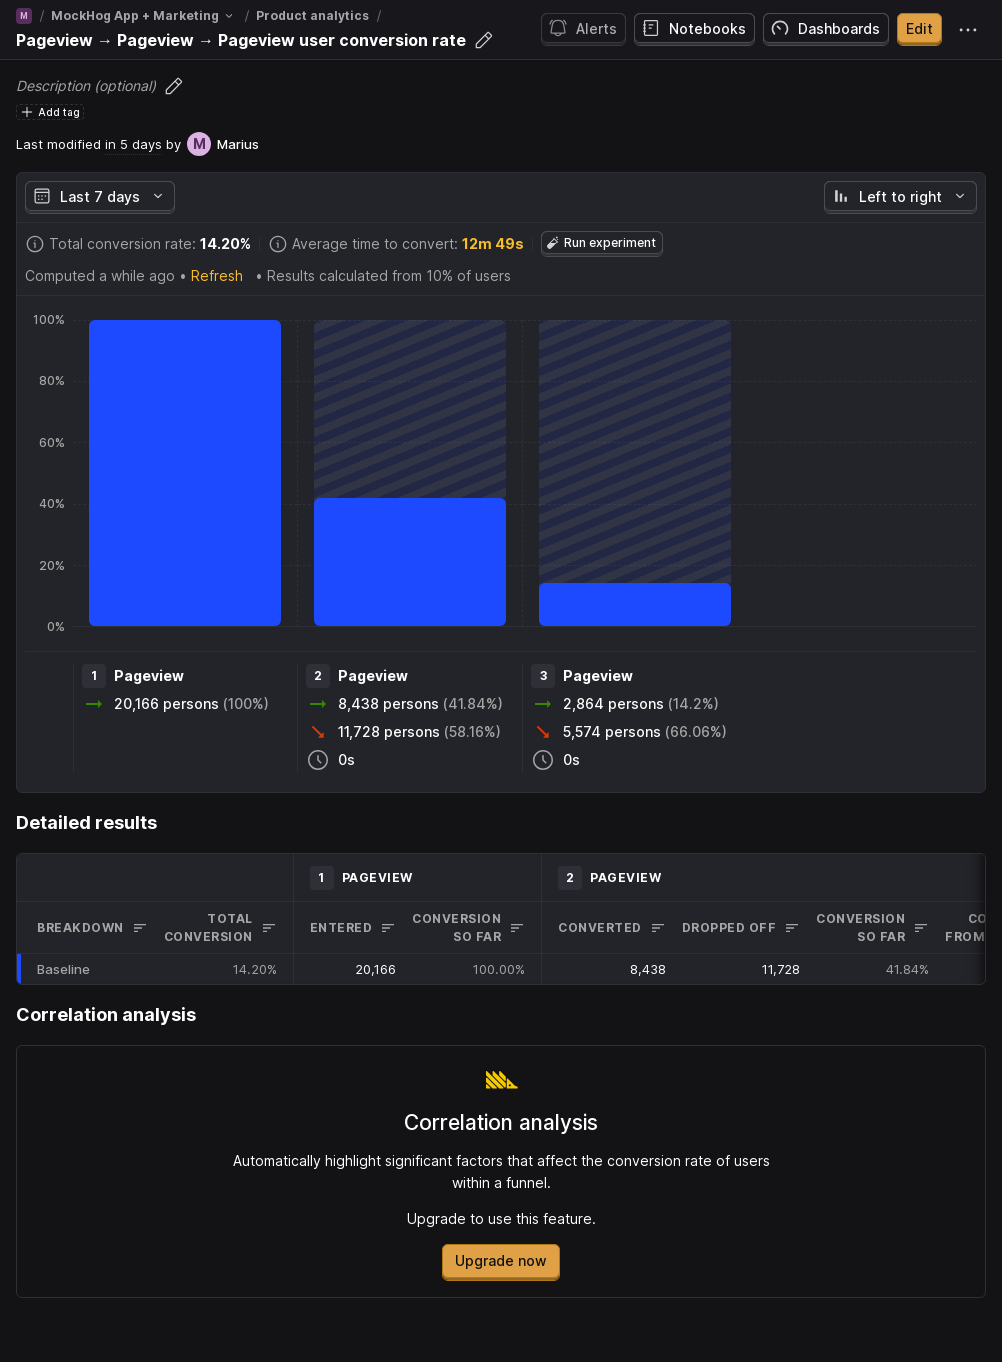 M / MockHog App + Marketing / Product analytics /
Pageview → Pageview → Pageview user conversion rate
Alerts
Notebooks
Dashboards
Edit
Description (optional)
Add tag
Last modified in 5 days by M Marius
Last 7 days
Left to right
Total conversion rate: 14.20%
Average time to convert: 12m 49s
Run experiment
Computed a while ago • Refresh • Results calculated from 10% of users
100%
80%
60%
40%
20%
0%
1 Pageview
20,166 persons (100%)
2 Pageview
8,438 persons (41.84%)
11,728 persons (58.16%)
0s
3 Pageview
2,864 persons (14.2%)
5,574 persons (66.06%)
0s
Detailed results
1 PAGEVIEW
2 PAGEVIEW
BREAKDOWN
TOTAL
CONVERSION
ENTERED
CONVERSION
SO FAR
CONVERTED
DROPPED OFF
CONVERSION
SO FAR
CO
FROM
Baseline 14.20% 20,166 100.00% 8,438 11,728 41.84%
Correlation analysis
Correlation analysis
Automatically highlight significant factors that affect the conversion rate of users
within a funnel.
Upgrade to use this feature.
Upgrade now